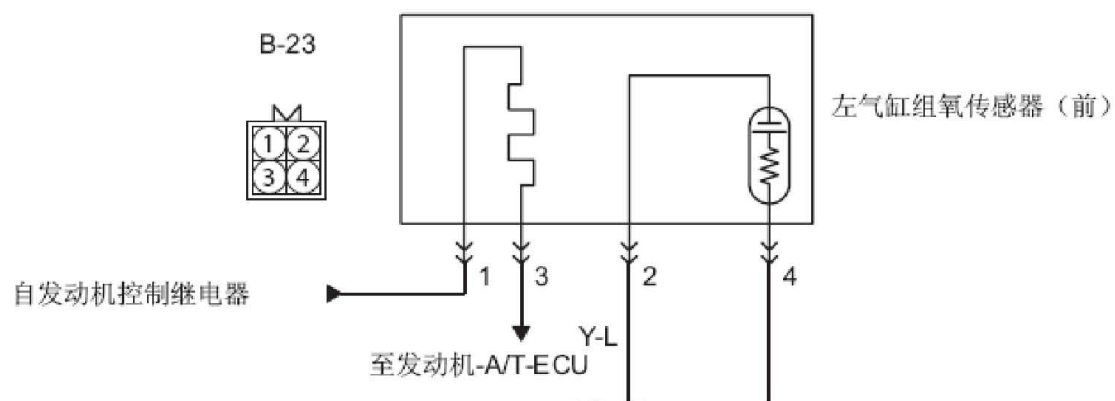 B-23
左气缸组氧传感器（前）
1 2
3 4
1 3 2 4
自发动机控制继电器
Y-L
至发动机-A/T-ECU